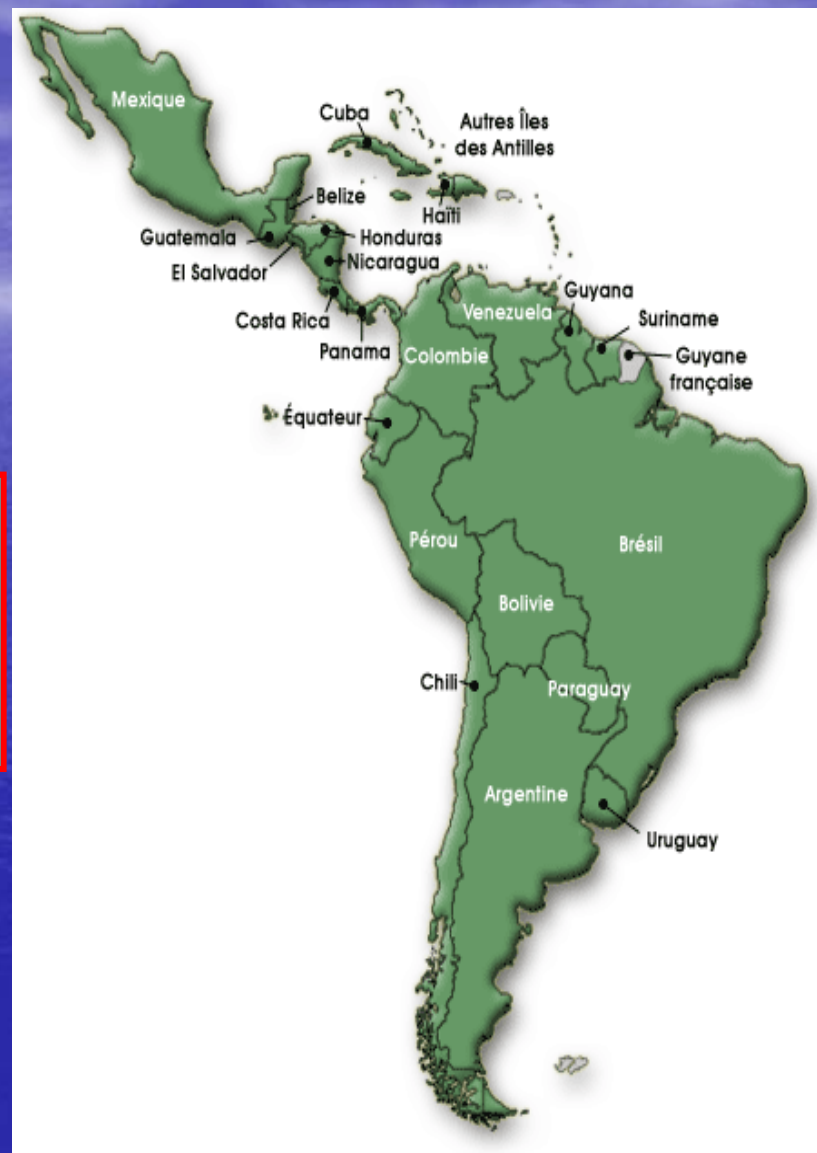 Mexique
Cuba
Autres Îles
des Antilles
Belize
Haïti
Guatemala
Honduras
El Salvador
Nicaragua
Costa Rica
Panama
Venezuela
Guyana
Suriname
Colombie
Guyane
française
Équateur
Pérou
Brésil
Bolivie
Chili
Paraguay
Argentine
Uruguay